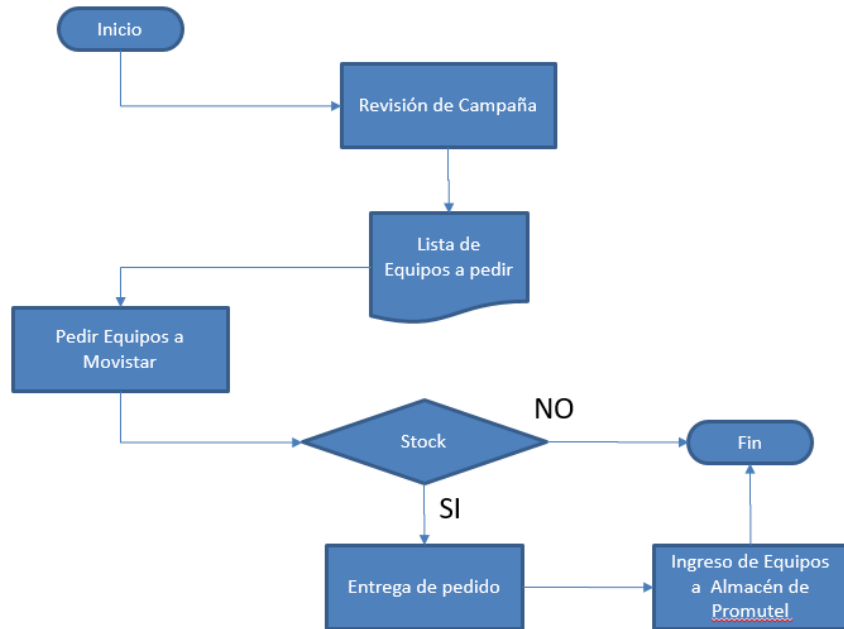 Inicio
Revisión de Campaña
Lista de
Equipos a pedir
Pedir Equipos a
Movistar
Stock
NO
Fin
SI
Entrega de pedido
Ingreso de Equipos
a Almacén de
Promutel